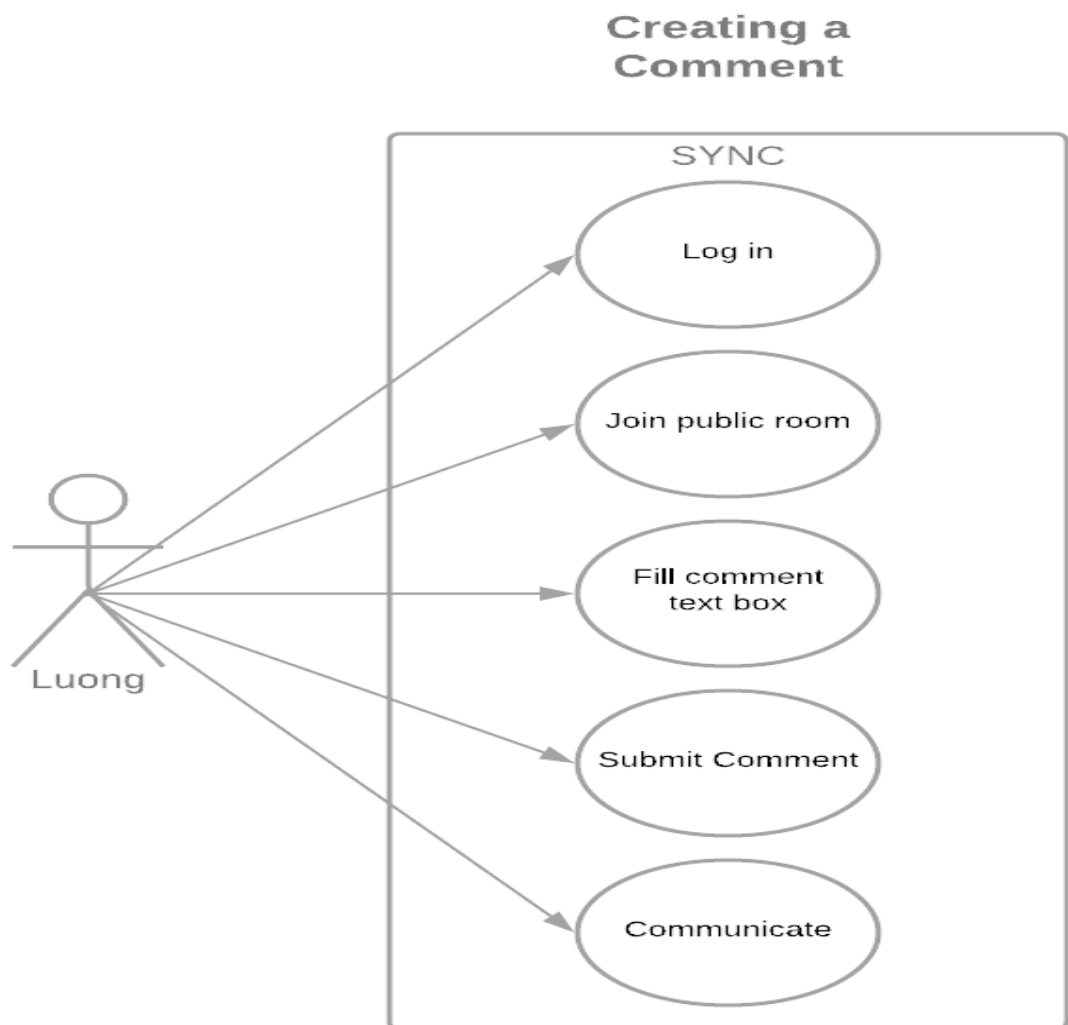 Creating a
Comment
SYNC
Log in
Join public room
Fill comment
text box
Luong
Submit Comment
Communicate